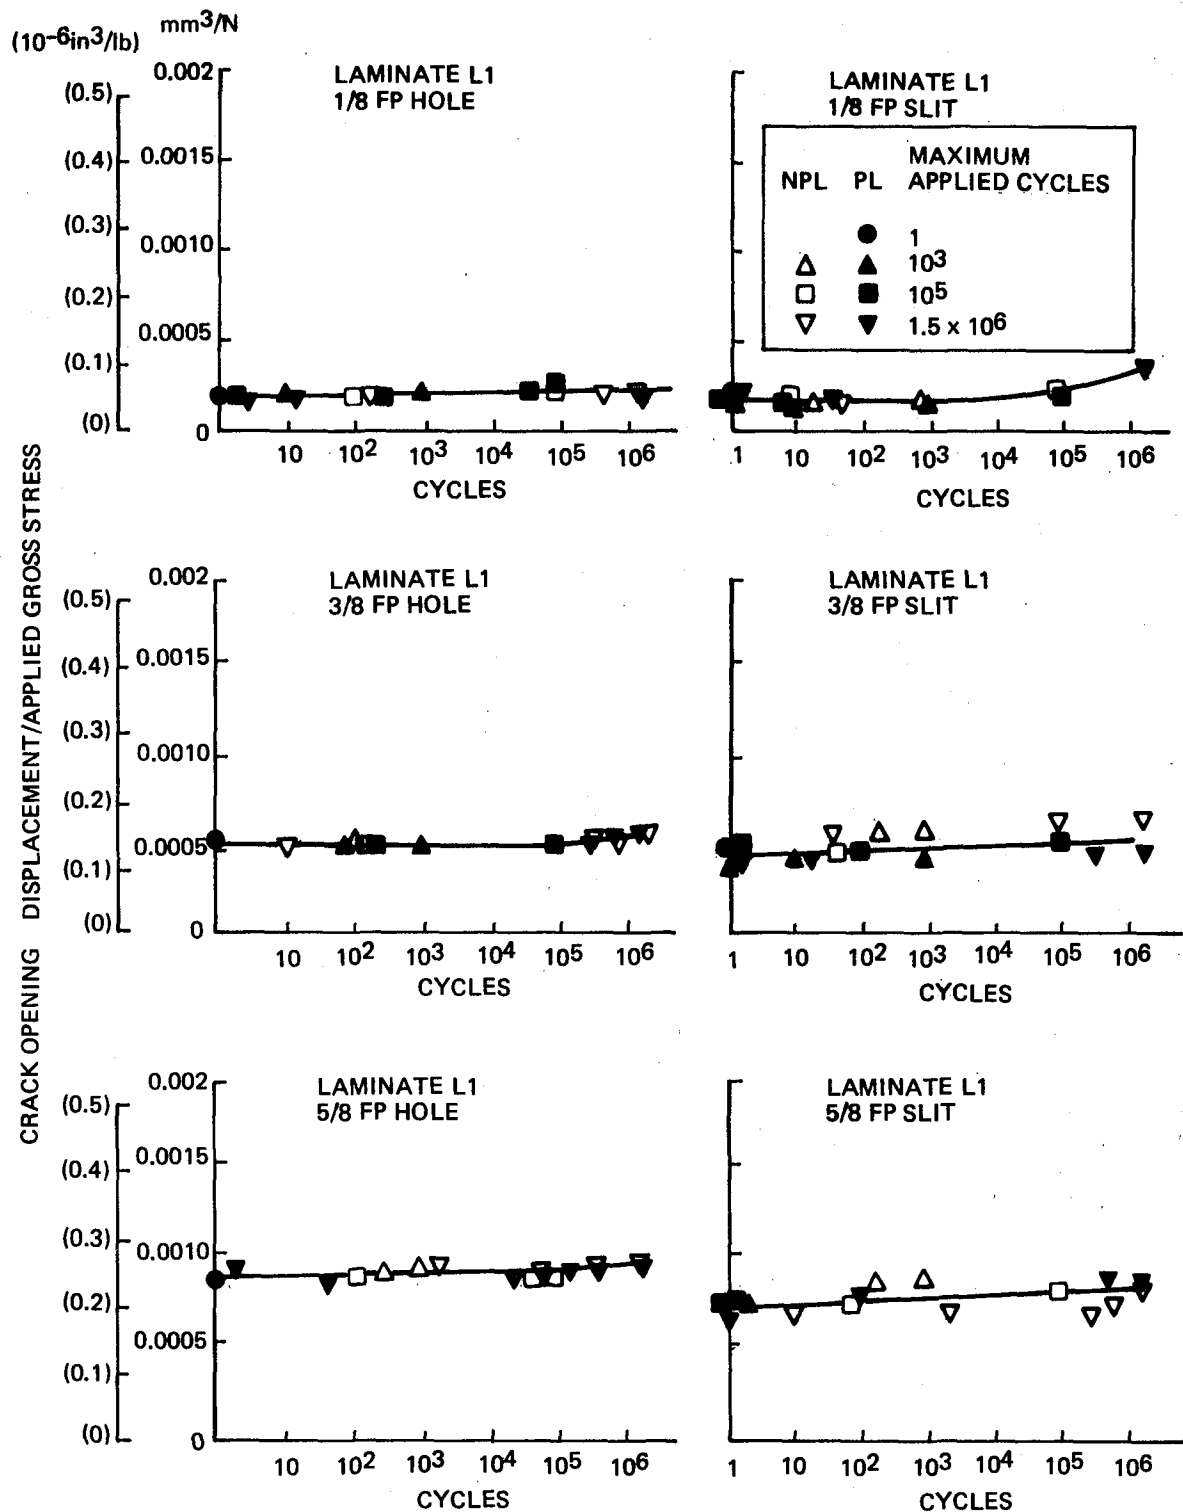 (10-6in3/lb) mm3/N
0.002
(0.5)
(0.4) 0.0015
(0.3)
0.0010
(0.2)
0.0005
(0.1)
(0)
0
LAMINATE L1
1/8 FP HOLE
10 10² 10³ 10⁴ 10⁵ 10⁶
CYCLES
LAMINATE L1
1/8 FP SLIT
MAXIMUM
NPL PL APPLIED CYCLES
1
10³
10⁵
1.5 x 10⁶
1 10 10² 10³ 10⁴ 10⁵ 10⁶
CYCLES
CRACK OPENING DISPLACEMENT/APPLIED GROSS STRESS
0.002
(0.5)
(0.4) 0.0015
(0.3)
0.0010
(0.2)
0.0005
(0.1)
(0) 0
LAMINATE L1
3/8 FP HOLE
10 10² 10³ 10⁴ 10⁵ 10⁶
CYCLES
LAMINATE L1
3/8 FP SLIT
1 10 10² 10³ 10⁴ 10⁵ 10⁶
CYCLES
0.002
(0.5)
(0.4) 0.0015
(0.3)
0.0010
(0.2)
0.0005
(0.1)
(0) 0
LAMINATE L1
5/8 FP HOLE
10 10² 10³ 10⁴ 10⁵ 10⁶
CYCLES
LAMINATE L1
5/8 FP SLIT
1 10 10² 10³ 10⁴ 10⁵ 10⁶
CYCLES